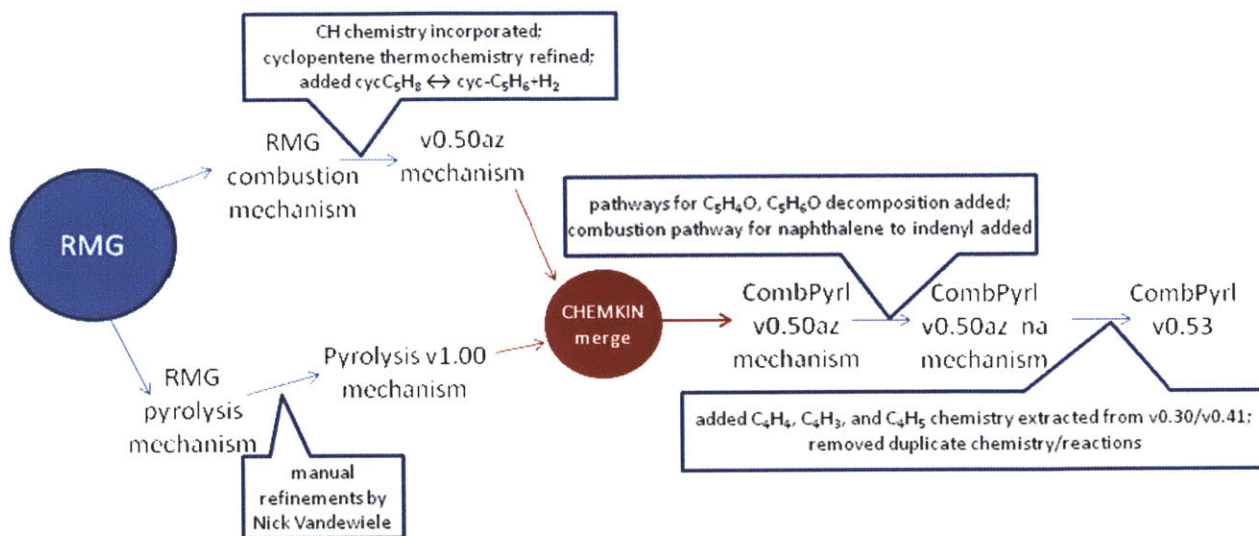 CH chemistry incorporated;
cyclopentene thermochemistry refined;
added cycC₅H₈ ↔ cyc-C₅H₆+H₂
RMG
combustion
mechanism
v0.50az
mechanism
RMG
pathways for C₅H₄O, C₅H₆O decomposition added;
combustion pathway for naphthalene to indenyl added
CHEMKIN
merge
CombPyrl
v0.50az
mechanism
CombPyrl
v0.50az_na
mechanism
CombPyrl
v0.53
Pyrolysis v1.00
mechanism
RMG
pyrolysis
mechanism
added C₄H₄, C₄H₃, and C₄H₅ chemistry extracted from v0.30/v0.41;
removed duplicate chemistry/reactions
manual
refinements by
Nick Vandewiele